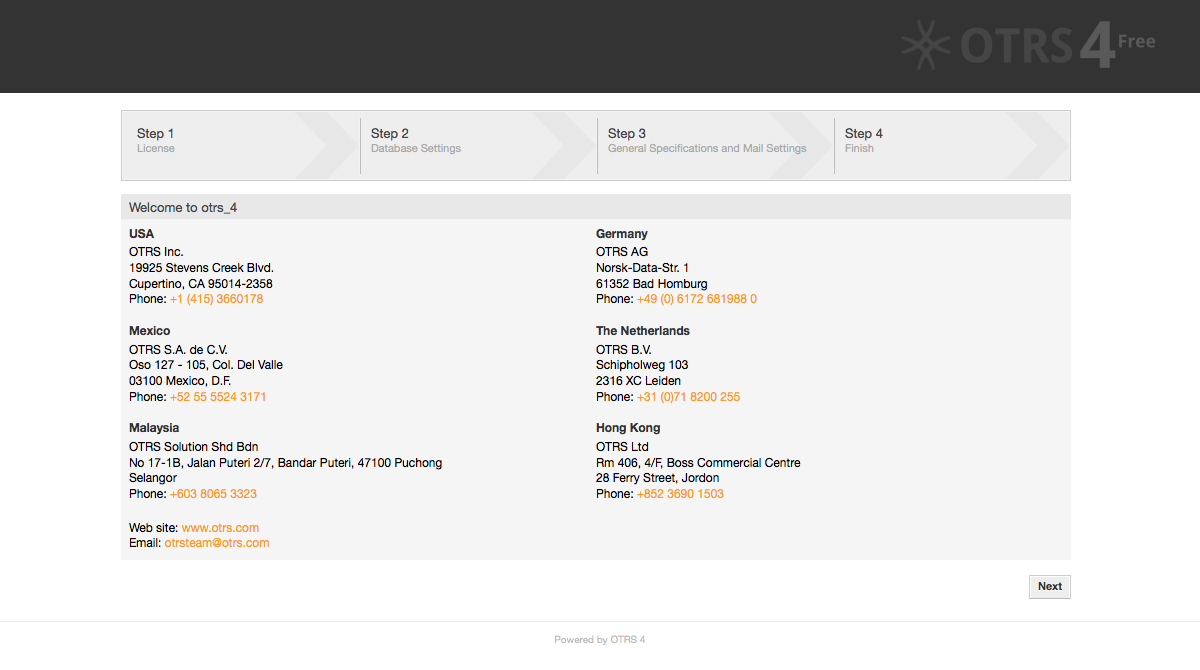 OTRS 4 Free
Step 1
License
Step 2
Database Settings
Step 3
General Specifications and Mail Settings
Step 4
Finish
Welcome to otrs_4
USA
OTRS Inc.
19925 Stevens Creek Blvd.
Cupertino, CA 95014-2358
Phone: +1 (415) 3660178
Germany
OTRS AG
Norsk-Data-Str. 1
61352 Bad Homburg
Phone: +49 (0) 6172 681988 0
Mexico
OTRS S.A. de C.V.
Oso 127 - 105, Col. Del Valle
03100 Mexico, D.F.
Phone: +52 55 5524 3171
The Netherlands
OTRS B.V.
Schipholweg 103
2316 XC Leiden
Phone: +31 (0)71 8200 255
Malaysia
OTRS Solution Shd Bdn
No 17-1B, Jalan Puteri 2/7, Bandar Puteri, 47100 Puchong
Selangor
Phone: +603 8065 3323
Hong Kong
OTRS Ltd
Rm 406, 4/F, Boss Commercial Centre
28 Ferry Street, Jordon
Phone: +852 3690 1503
Web site: www.otrs.com
Email: otrsteam@otrs.com
Next
Powered by OTRS 4